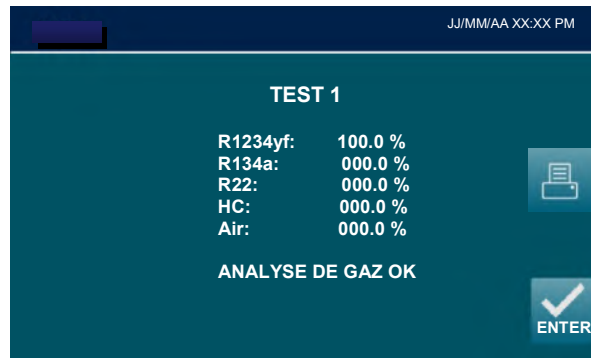 JJ/MM/AA XX:XX PM
TEST 1
R1234yf: 100.0 %
R134a: 000.0 %
R22: 000.0 %
HC: 000.0 %
Air: 000.0 %
ANALYSE DE GAZ OK
ENTER